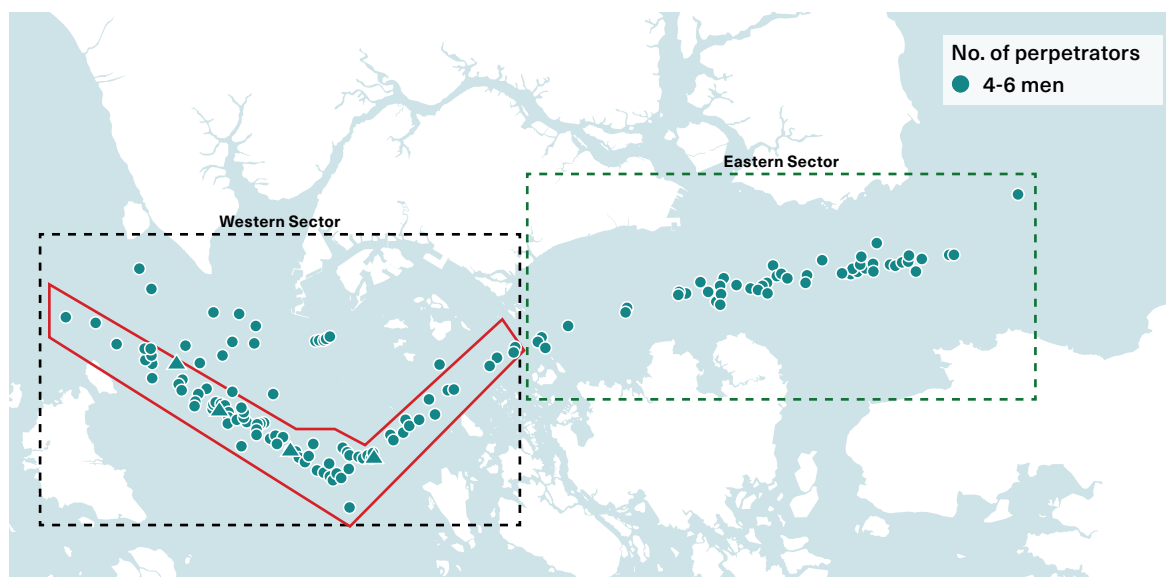 No. of perpetrators
4-6 men
Eastern Sector
Western Sector